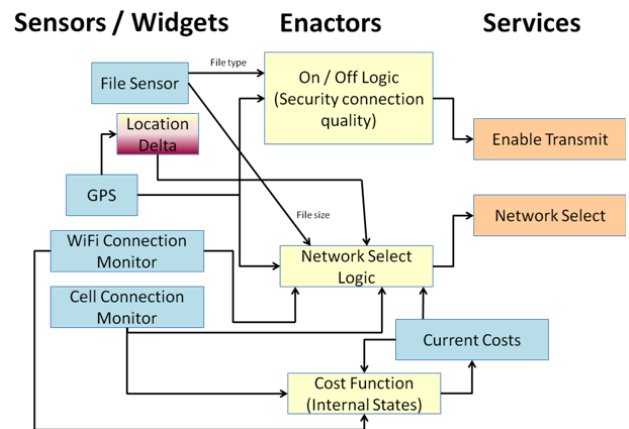 Sensors / Widgets
Enactors
Services
File Sensor
File type
On / Off Logic
(Security connection
quality)
Location
Delta
Enable Transmit
GPS
Network Select
File size
WiFi Connection
Monitor
Network Select
Logic
Cell Connection
Monitor
Current Costs
Cost Function
(Internal States)